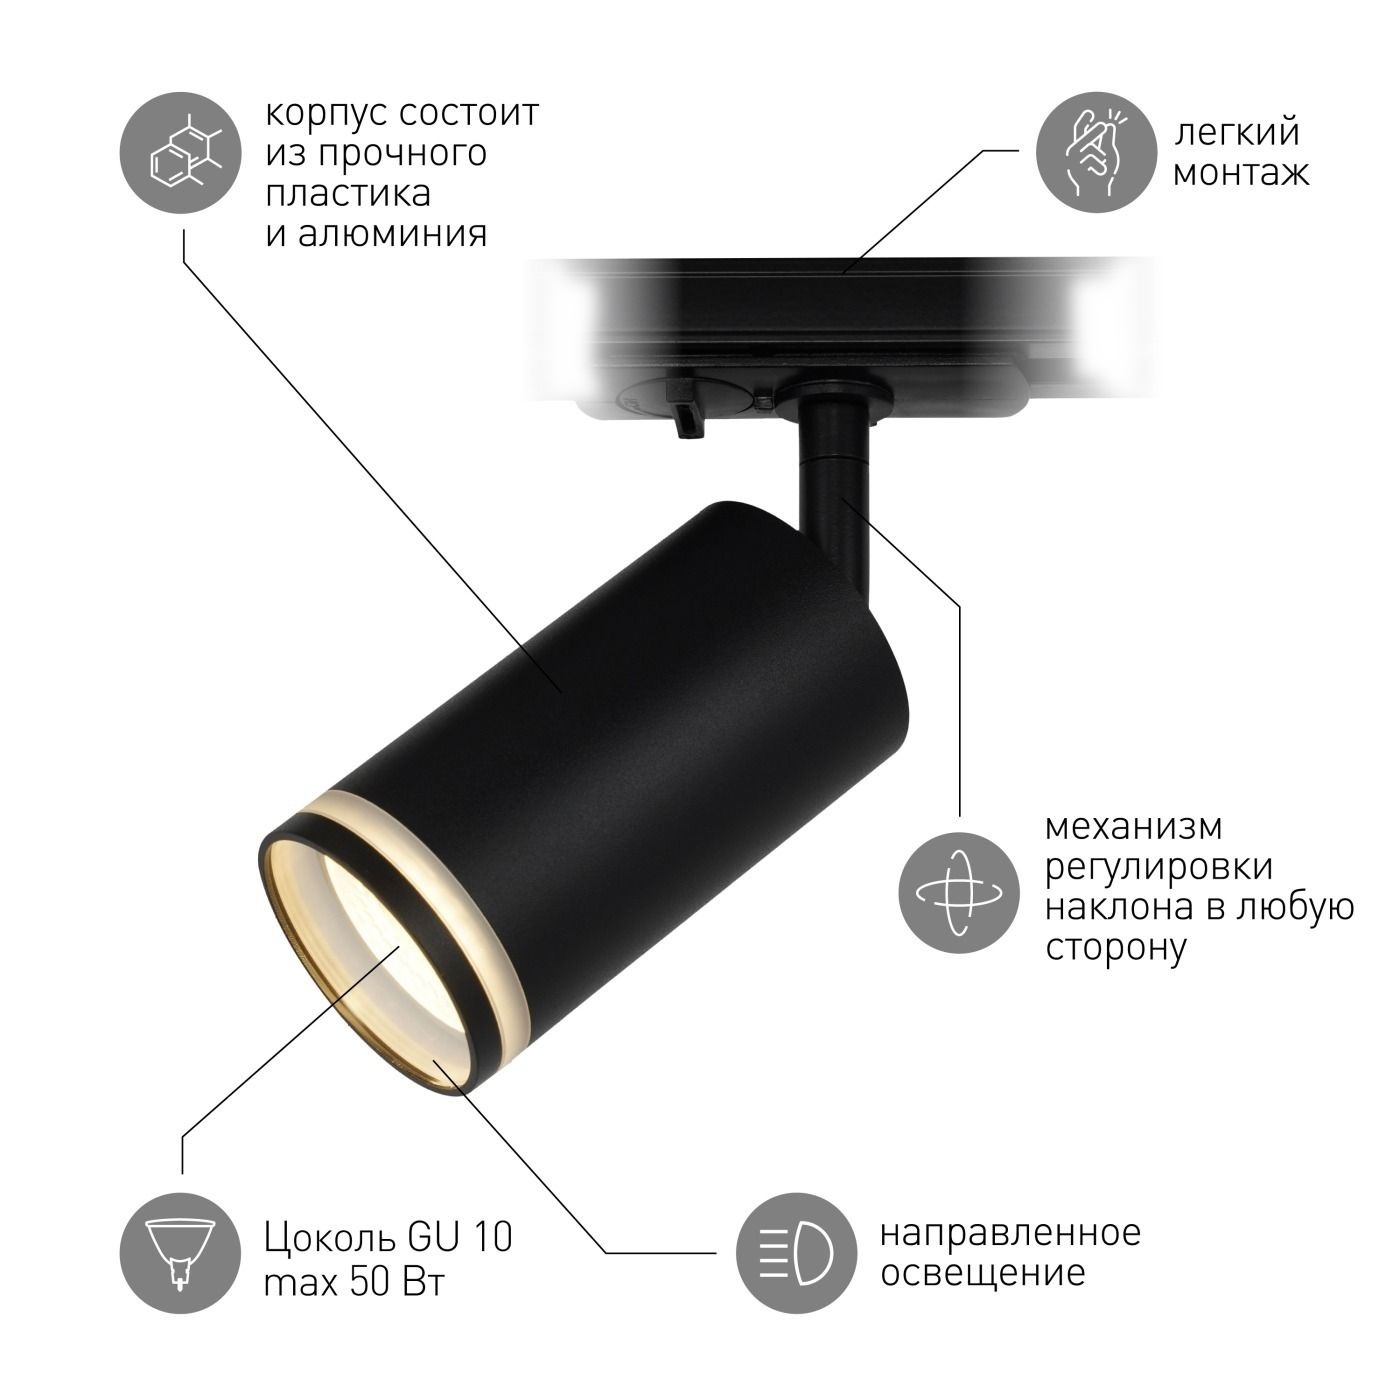 корпус состоит
из прочного
пластика
и алюминия
легкий
монтаж
механизм
регулировки
наклона в любую
сторону
Цоколь GU 10
max 50 Вт
направленное
освещение